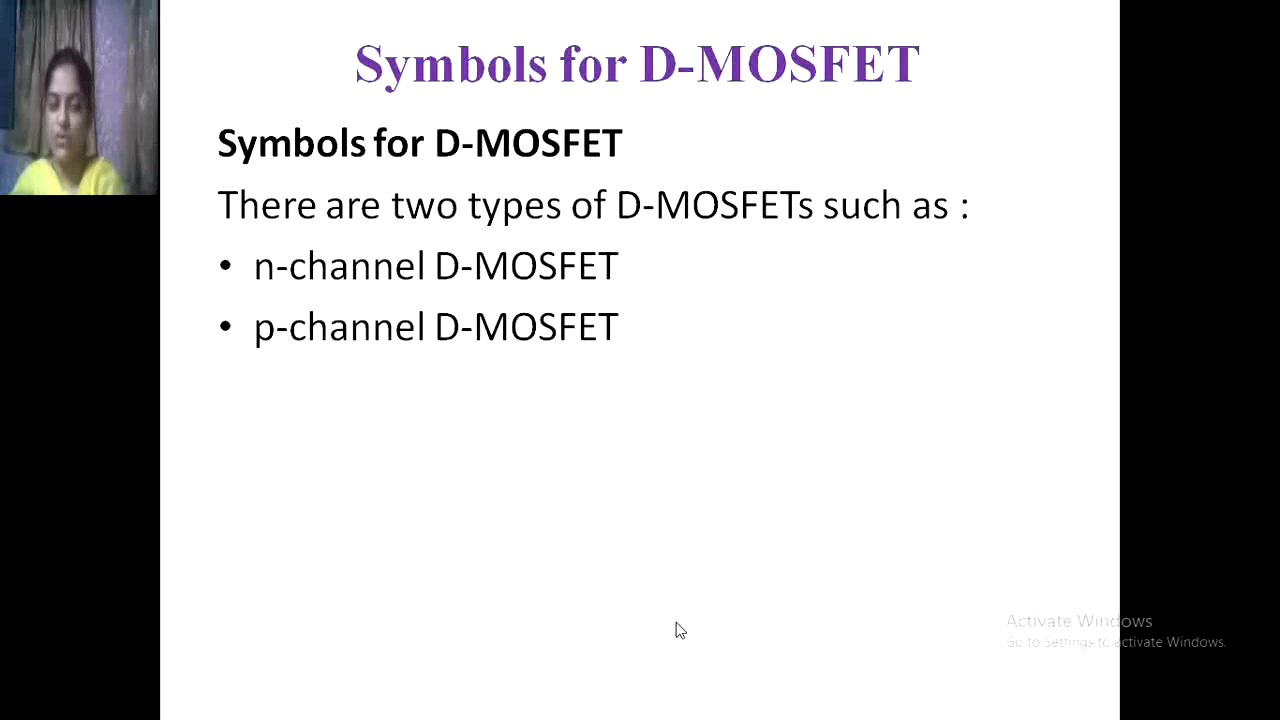 Symbols for D-MOSFET
Symbols for D-MOSFET
There are two types of D-MOSFETs such as :
• n-channel D-MOSFET
• p-channel D-MOSFET
Activate Windows
Go to Settings to activate Windows.